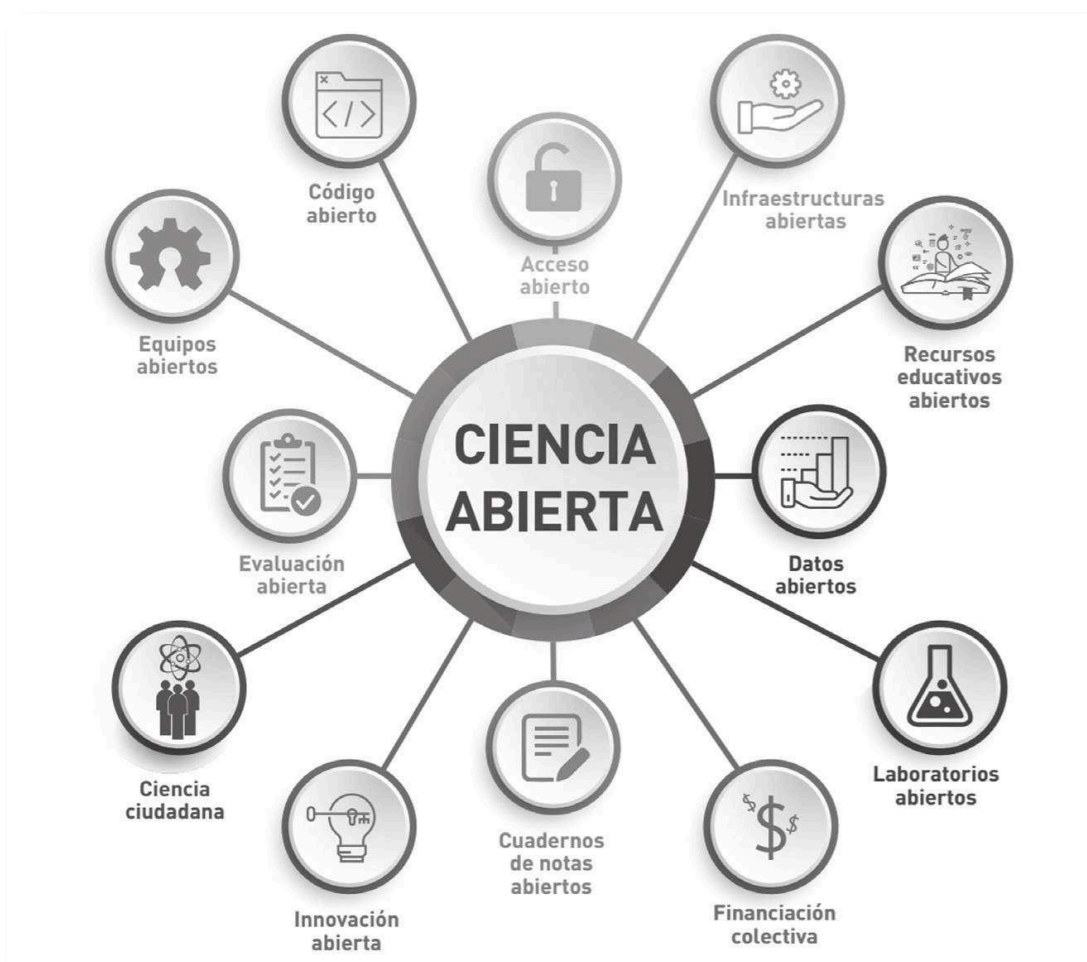 Código
abierto
Acceso
abierto
Infraestructuras
abiertas
Equipos
abiertos
Recursos
educativos
abiertos
CIENCIA
ABIERTA
Evaluación
abierta
Datos
abiertos
Ciencia
ciudadana
Laboratorios
abiertos
Innovación
abierta
Cuadernos
de notas
abiertos
Financiación
colectiva